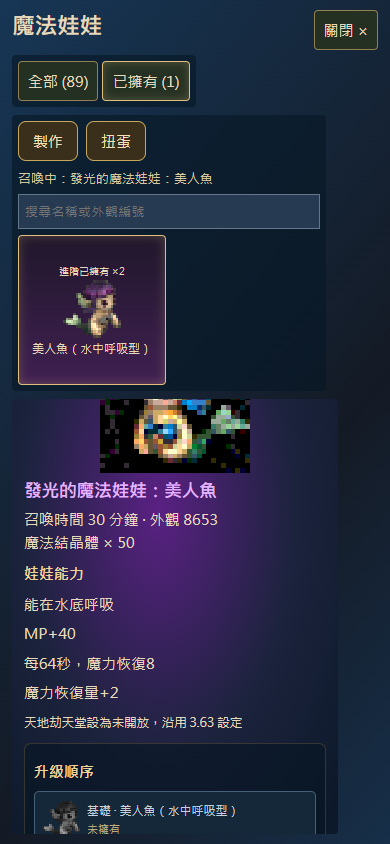 魔法娃娃
關閉 ×
全部 (89)
已擁有 (1)
製作
扭蛋
召喚中：發光的魔法娃娃：美人魚
搜尋名稱或外觀編號
進階已擁有 ×2
美人魚（水中呼吸型）
發光的魔法娃娃：美人魚
召喚時間 30 分鐘 · 外觀 8653
魔法結晶體 × 50
娃娃能力
能在水底呼吸
MP+40
每64秒，魔力恢復8
魔力恢復量+2
天地劫天堂設為未開放，沿用 3.63 設定
升級順序
基礎 · 美人魚（水中呼吸型）
未擁有